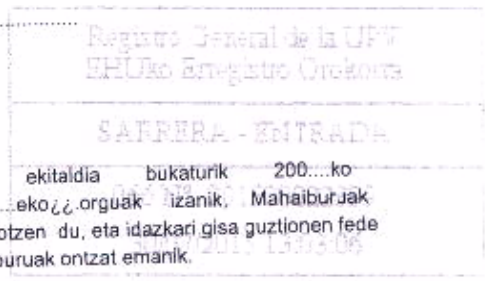 Registro General de la UPV
EHUko Erregistro Orokorra
SARRERA - ENTRADA
ekitaldia bukaturik 200....ko
...eko¿¿.orguak izanik, Mahaiburuak
otzen du, eta idazkari gisa guztionen fede
buruak ontzat emanik.